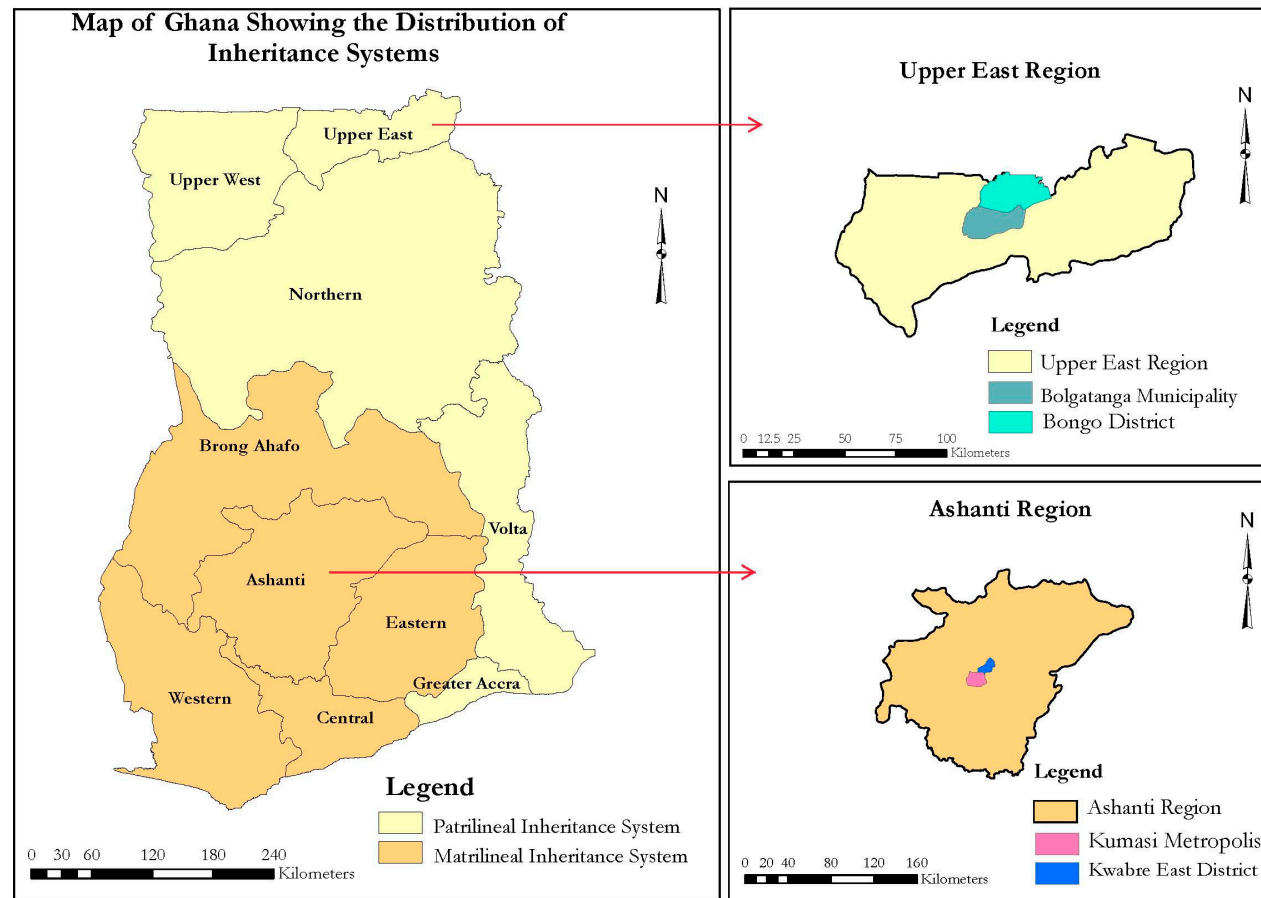 Map of Ghana Showing the Distribution of
Inheritance Systems
Upper East
Upper West
N
Northern
Brong Ahafo
Volta
Ashanti
Eastern
Greater Accra
Western
Central
Legend
Patrilineal Inheritance System
Matrilineal Inheritance System
0 30 60 120 180 240
Kilometers
Upper East Region
N
Legend
Upper East Region
Bolgatanga Municipality
Bongo District
0 12.5 25 50 75 100
Kilometers
Ashanti Region
N
Legend
Ashanti Region
Kumasi Metropolis
Kwabre East District
0 20 40 80 120 160
Kilometers